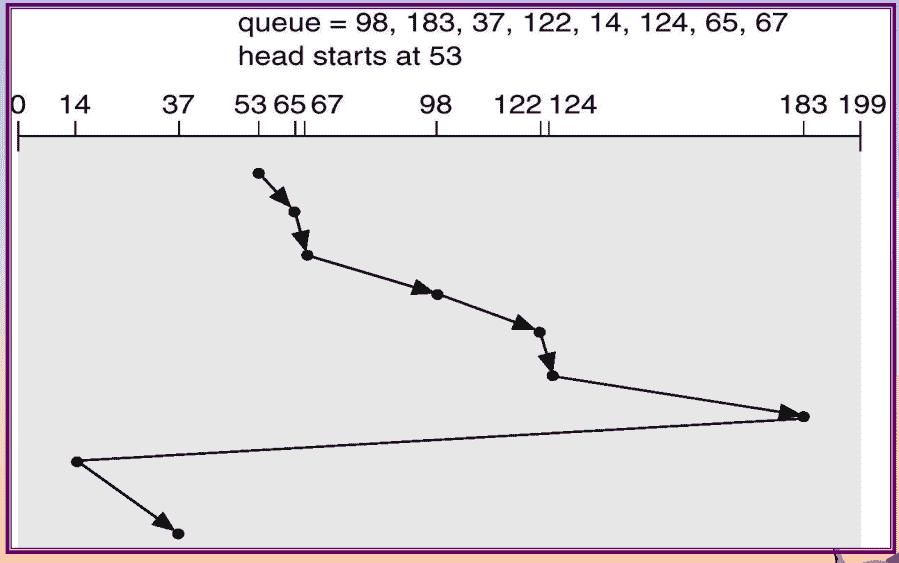 queue = 98, 183, 37, 122, 14, 124, 65, 67
head starts at 53
0 14 37 53 65 67 98 122 124 183 199